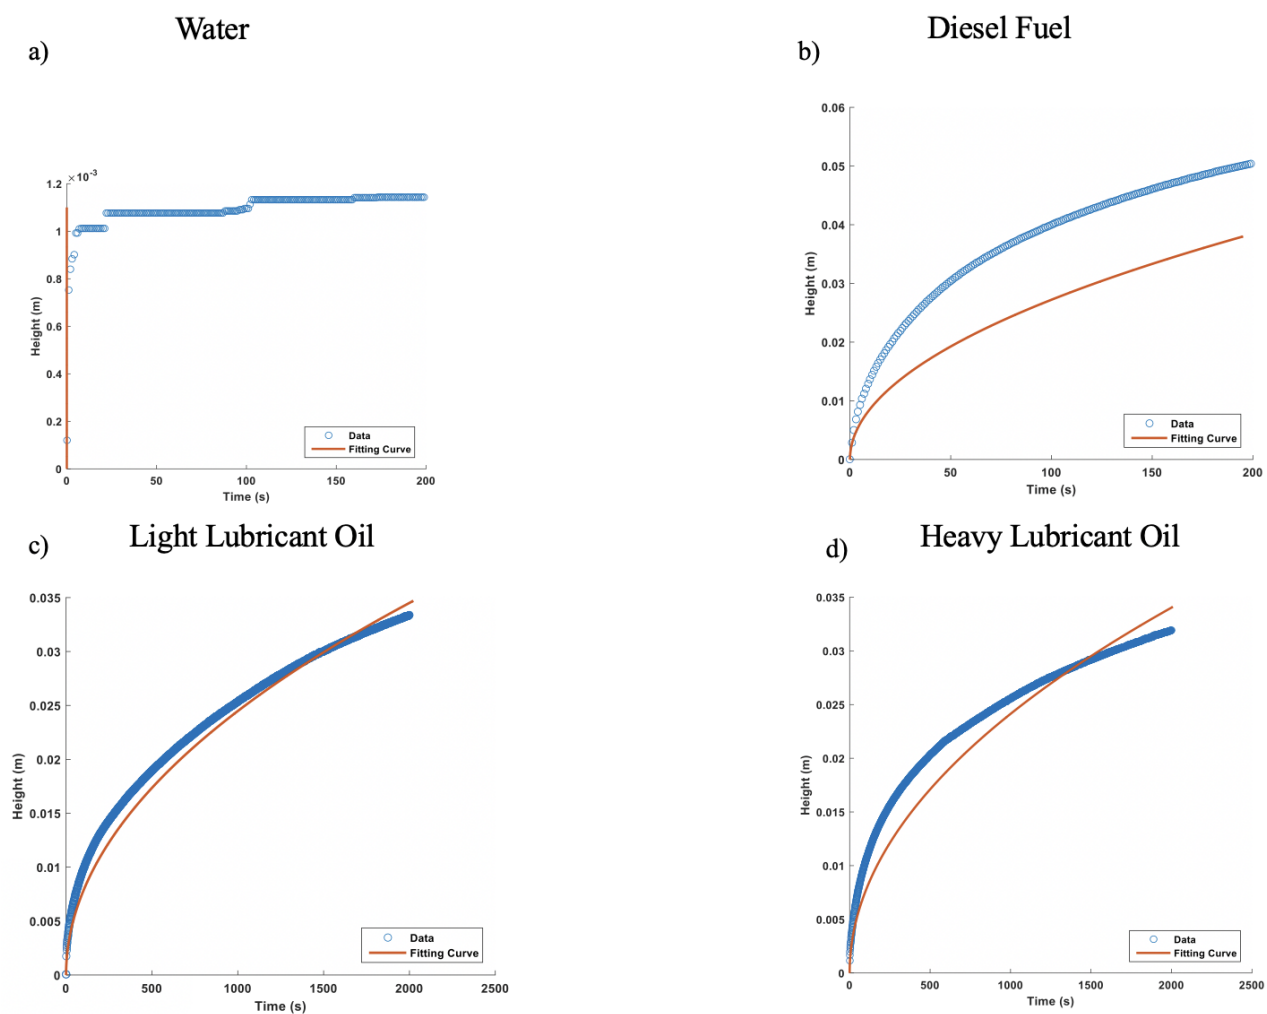 Water
a)
×10⁻³
1.2
1
0.8
0.6
0.4
0.2
0
Height (m)
0
50
100
150
200
Time (s)
Data
Fitting Curve
Diesel Fuel
b)
0.06
0.05
0.04
0.03
0.02
0.01
0
Height (m)
0
50
100
150
200
Time (s)
Data
Fitting Curve
Light Lubricant Oil
c)
0.035
0.03
0.025
0.02
0.015
0.01
0.005
0
Height (m)
0
500
1000
1500
2000
2500
Time (s)
Data
Fitting Curve
Heavy Lubricant Oil
d)
0.035
0.03
0.025
0.02
0.015
0.01
0.005
0
Height (m)
0
500
1000
1500
2000
2500
Time (s)
Data
Fitting Curve